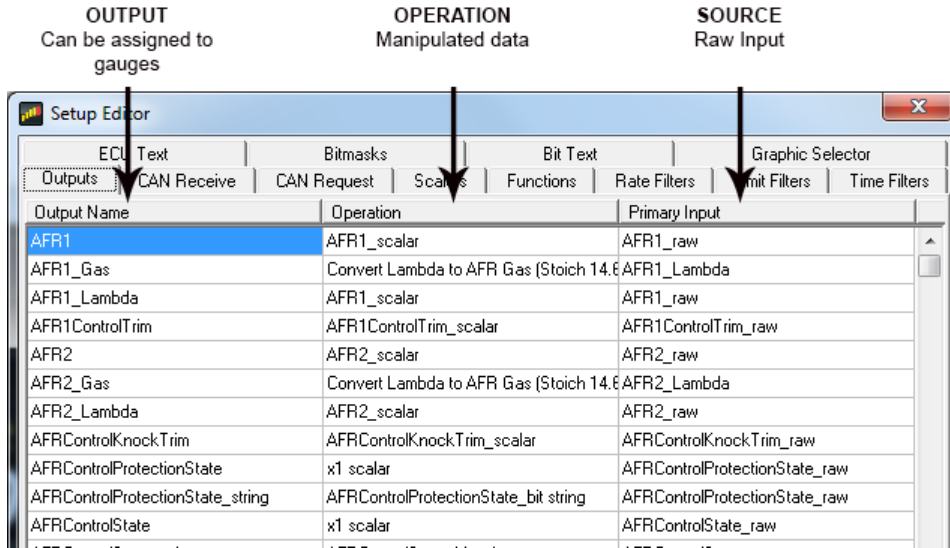 OUTPUT
Can be assigned to
gauges
OPERATION
Manipulated data
SOURCE
Raw Input
Setup Editor
ECU Text Bitmasks Bit Text Graphic Selector
Outputs CAN Receive CAN Request Functions Rate Filters Time Filters
Output Name Operation Primary Input
AFR1 AFR1_scalar AFR1_raw
AFR1_Gas Convert Lambda to AFR Gas (Stoich 14.6 AFR1_Lambda
AFR1_Lambda AFR1_scalar AFR1_raw
AFR1ControlTrim AFR1ControlTrim_scalar AFR1ControlTrim_raw
AFR2 AFR2_scalar AFR2_raw
AFR2_Gas Convert Lambda to AFR Gas (Stoich 14.6 AFR2_Lambda
AFR2_Lambda AFR2_scalar AFR2_raw
AFRControlKnockTrim AFRControlKnockTrim_scalar AFRControlKnockTrim_raw
AFRControlProtectionState x1 scalar AFRControlProtectionState_raw
AFRControlProtectionState_string AFRControlProtectionState_bit string AFRControlProtectionState_raw
AFRControlState x1 scalar AFRControlState_raw